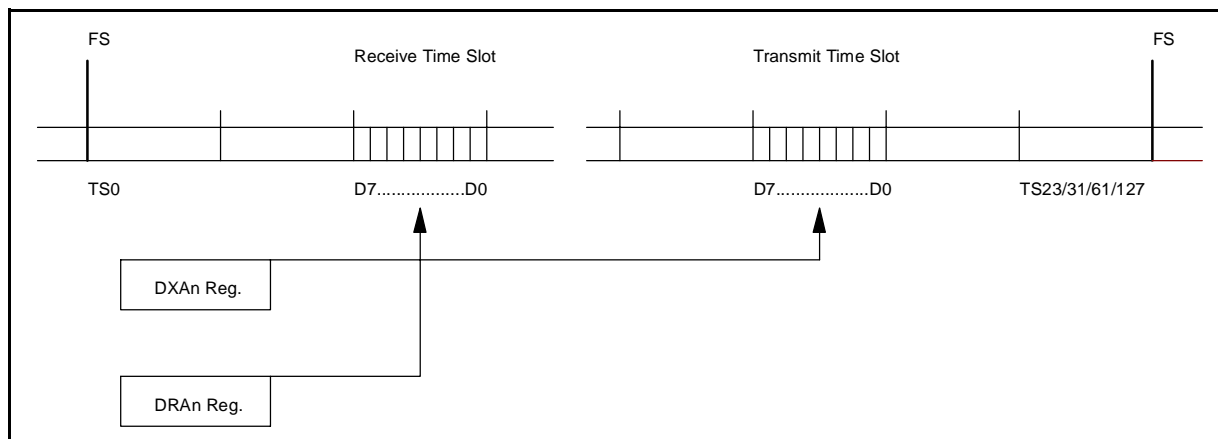 FS
FS
Receive Time Slot
Transmit Time Slot
TS0
D7..................D0
D7...................D0
TS23/31/61/127
DXAn Reg.
DRAn Reg.